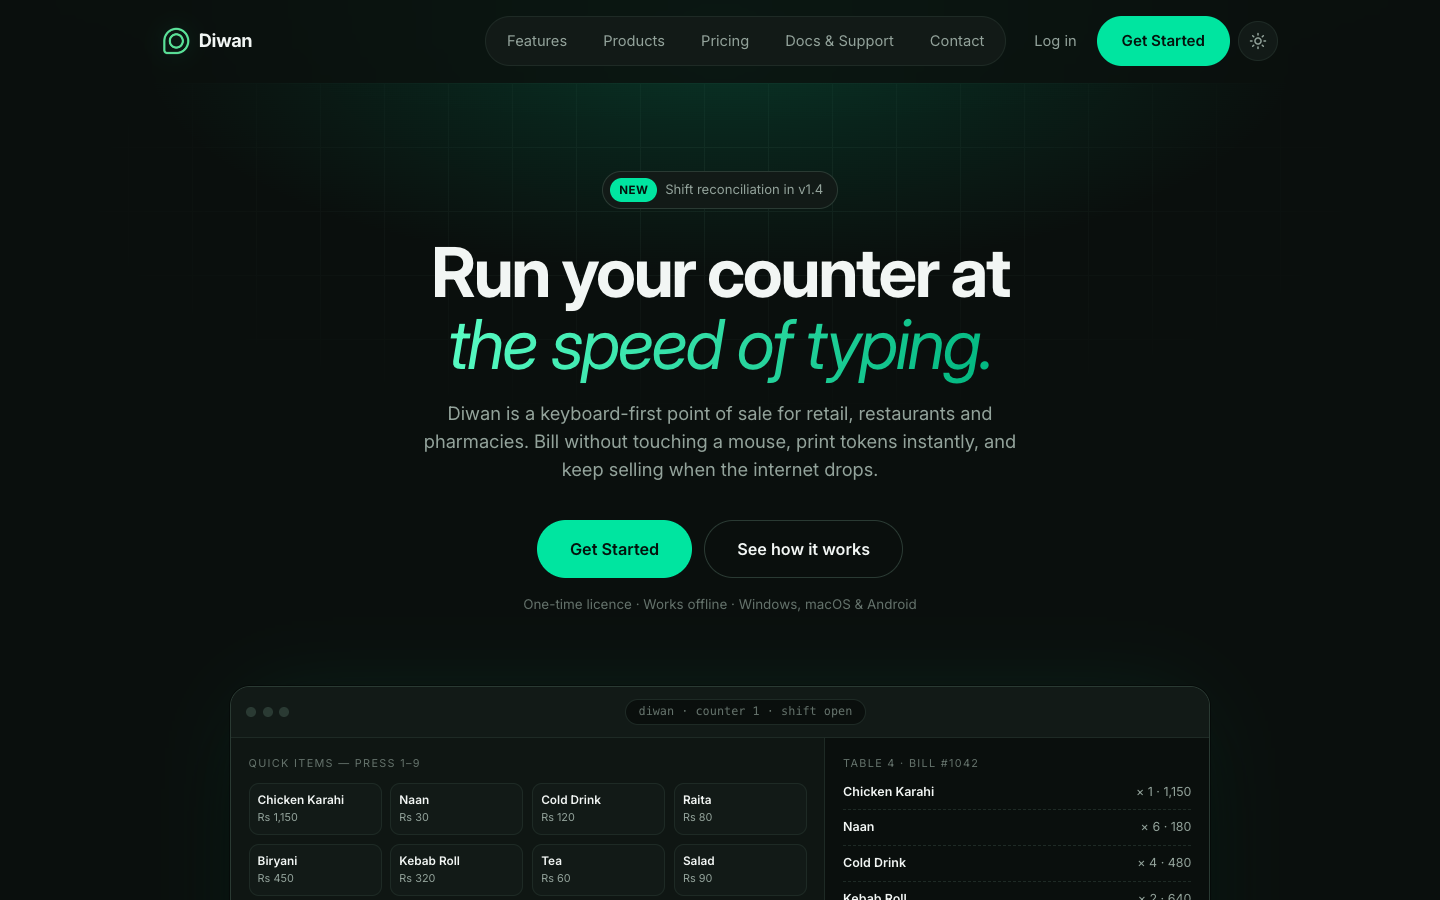 Diwan
Features
Products
Pricing
Docs & Support
Contact
Log in
Get Started
NEW Shift reconciliation in v1.4
Run your counter at
the speed of typing.
Diwan is a keyboard-first point of sale for retail, restaurants and
pharmacies. Bill without touching a mouse, print tokens instantly, and
keep selling when the internet drops.
Get Started
See how it works
One-time licence · Works offline · Windows, macOS & Android
diwan · counter 1 · shift open
QUICK ITEMS — PRESS 1–9
Chicken Karahi
Rs 1,150
Naan
Rs 30
Cold Drink
Rs 120
Raita
Rs 80
Biryani
Rs 450
Kebab Roll
Rs 320
Tea
Rs 60
Salad
Rs 90
TABLE 4 · BILL #1042
Chicken Karahi × 1 · 1,150
Naan × 6 · 180
Cold Drink × 4 · 480
Kebab Roll × 2 · 640